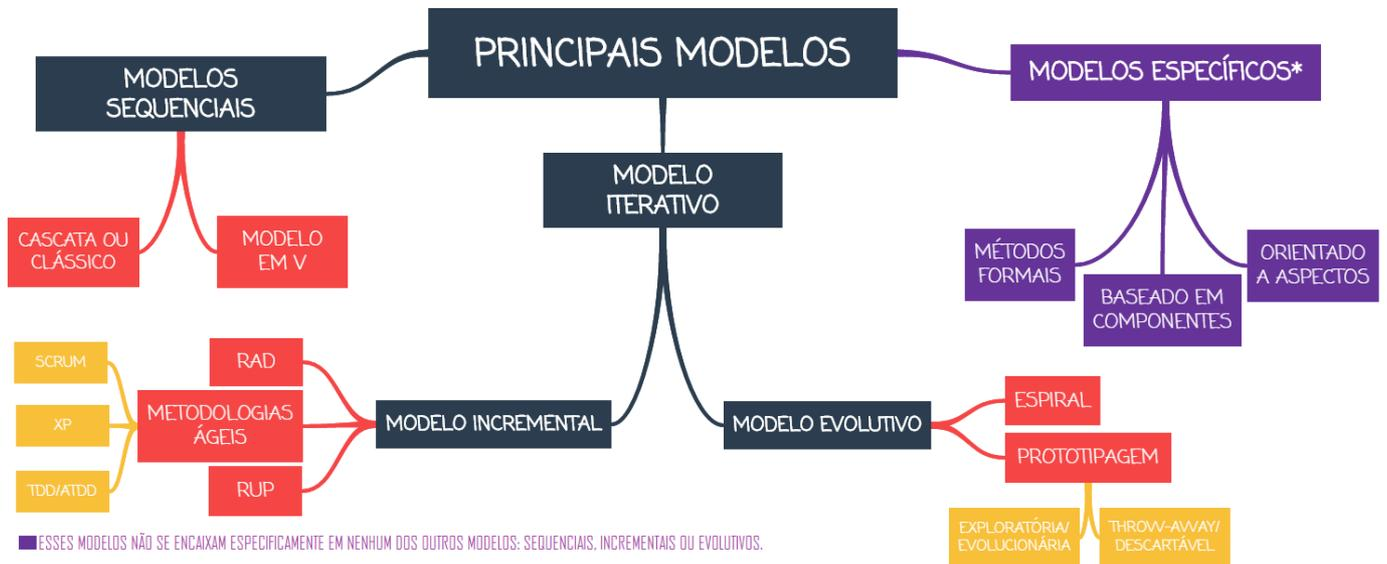 PRINCIPAIS MODELOS
MODELOS
SEQUENCIAIS
MODELOS ESPECÍFICOS*
MODELO
ITERATIVO
CASCATA OU
CLÁSSICO
MODELO
EM V
MÉTODOS
FORMAIS
BASEADO EM
COMPONENTES
ORIENTADO
A ASPECTOS
SCRUM
XP
TDD/ATDD
RAD
METODOLOGIAS
ÁGEIS
RUP
MODELO INCREMENTAL
MODELO EVOLUTIVO
ESPIRAL
PROTOTIPAGEM
EXPLORATÓRIA/
EVOLUCIONÁRIA
THROW-AWAY/
DESCARTÁVEL
ESSES MODELOS NÃO SE ENCAIXAM ESPECIFICAMENTE EM NENHUM DOS OUTROS MODELOS: SEQUENCIAIS, INCREMENTAIS OU EVOLUTIVOS.